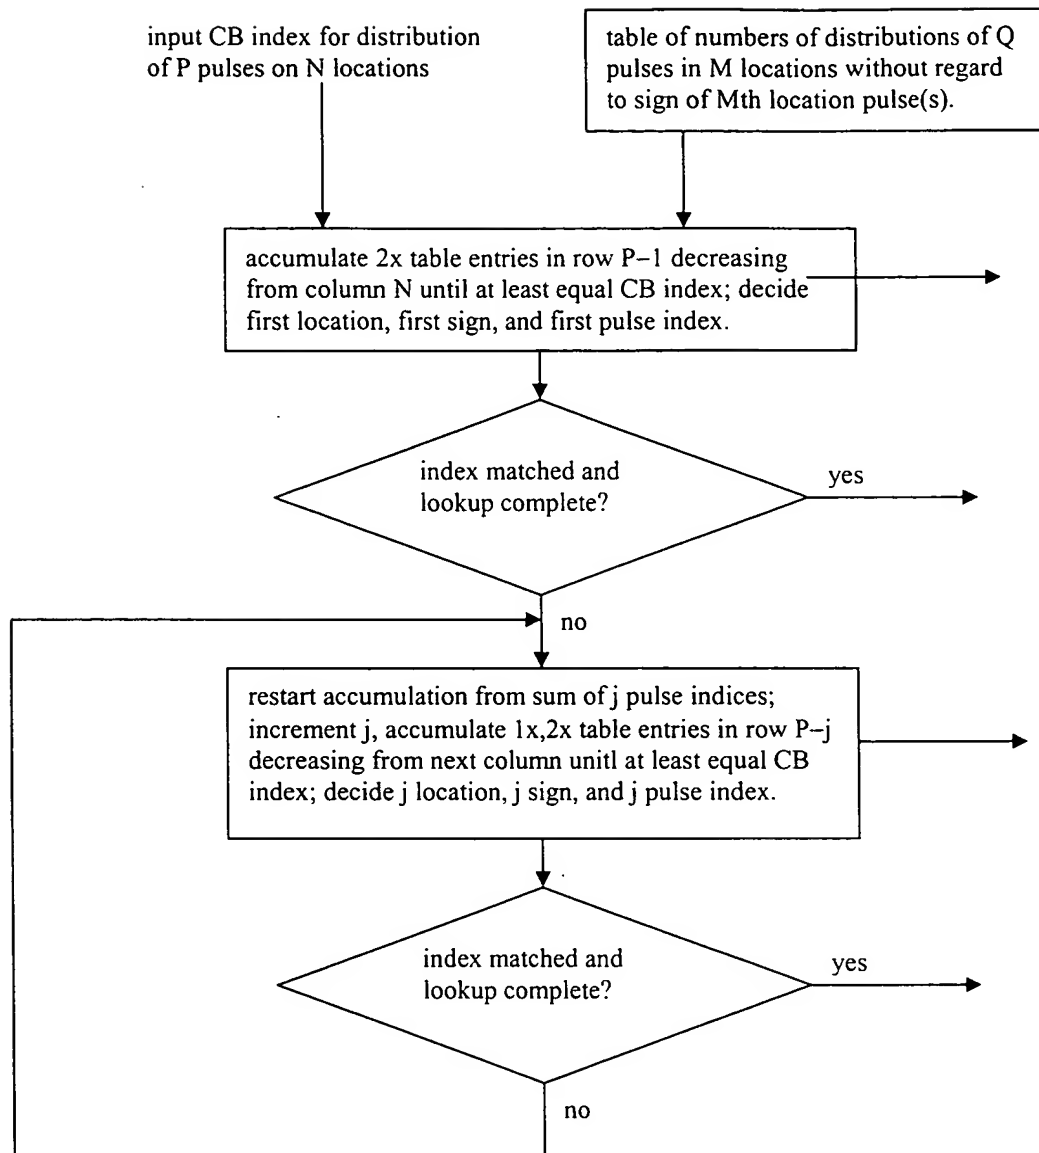 input CB index for distribution
of P pulses on N locations
table of numbers of distributions of Q
pulses in M locations without regard
to sign of Mth location pulse(s).
accumulate 2x table entries in row P–1 decreasing
from column N until at least equal CB index; decide
first location, first sign, and first pulse index.
index matched and
lookup complete?
yes
no
restart accumulation from sum of j pulse indices;
increment j, accumulate 1x,2x table entries in row P–j
decreasing from next column unitl at least equal CB
index; decide j location, j sign, and j pulse index.
index matched and
lookup complete?
yes
no